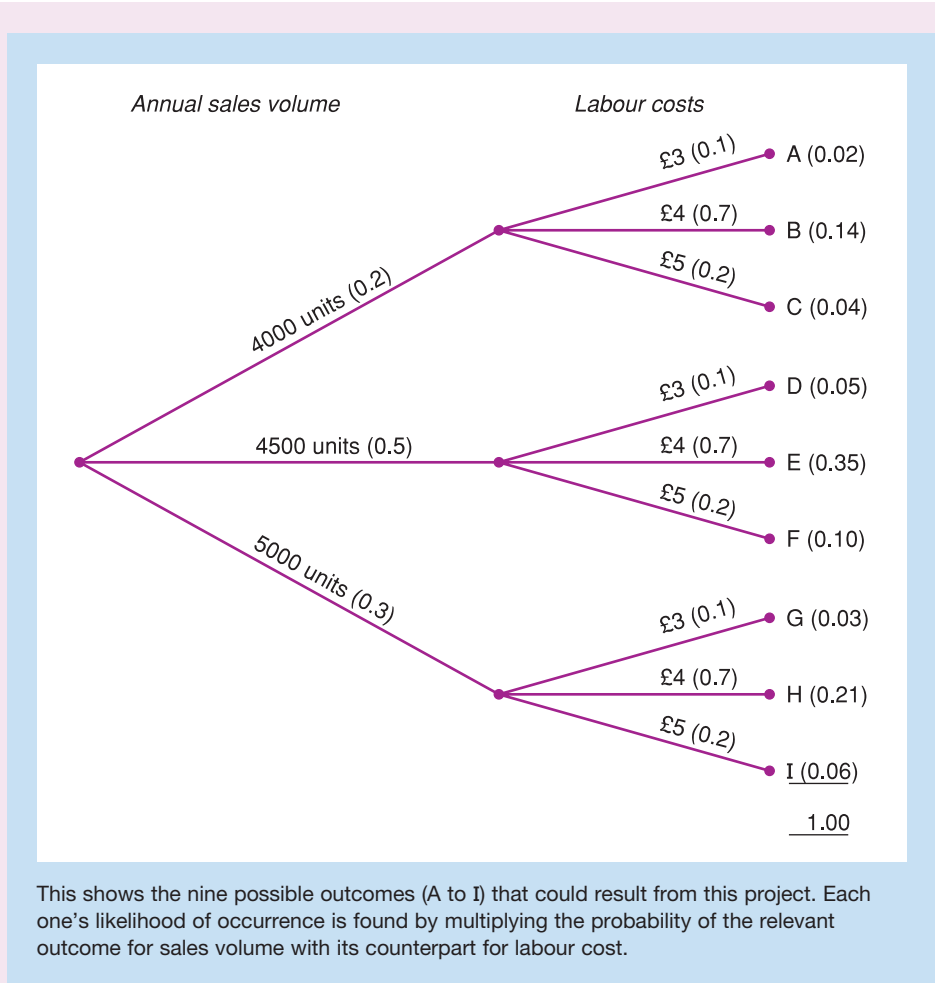 Annual sales volume
Labour costs
£3 (0.1)
A (0.02)
£4 (0.7)
B (0.14)
£5 (0.2)
C (0.04)
4000 units (0.2)
£3 (0.1)
D (0.05)
4500 units (0.5)
£4 (0.7)
E (0.35)
£5 (0.2)
F (0.10)
5000 units (0.3)
£3 (0.1)
G (0.03)
£4 (0.7)
H (0.21)
£5 (0.2)
I (0.06)
1.00
This shows the nine possible outcomes (A to I) that could result from this project. Each
one's likelihood of occurrence is found by multiplying the probability of the relevant
outcome for sales volume with its counterpart for labour cost.